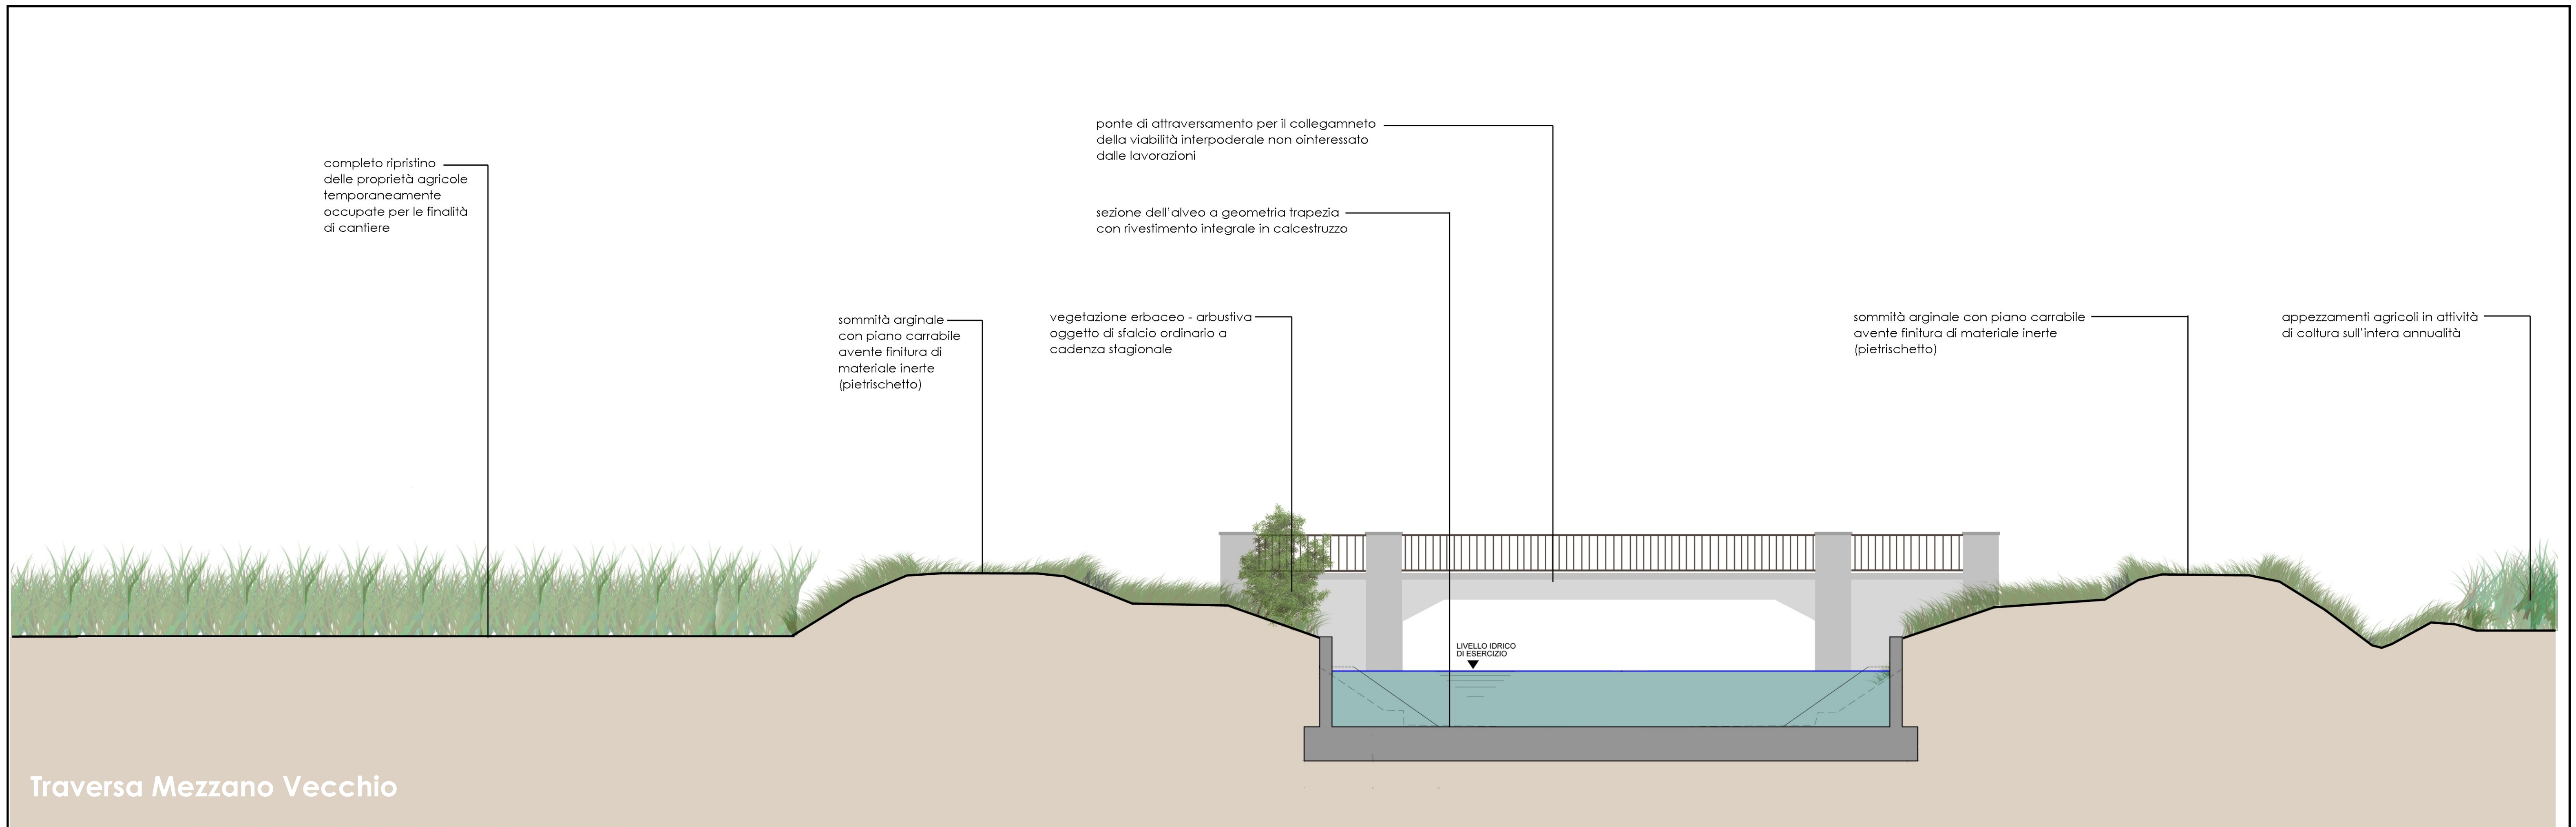 completo ripristino
delle proprietà agricole
temporaneamente
occupate per le finalità
di cantiere
sommità arginale
con piano carrabile
avente finitura di
materiale inerte
(pietrischetto)
ponte di attraversamento per il collegamneto
della viabilità interpoderale non ointeressato
dalle lavorazioni
sezione dell'alveo a geometria trapezia
con rivestimento integrale in calcestruzzo
vegetazione erbaceo - arbustiva
oggetto di sfalcio ordinario a
cadenza stagionale
sommità arginale con piano carrabile
avente finitura di materiale inerte
(pietrischetto)
appezzamenti agricoli in attività
di coltura sull'intera annualità
LIVELLO IDRICO
DI ESERCIZIO
Traversa Mezzano Vecchio